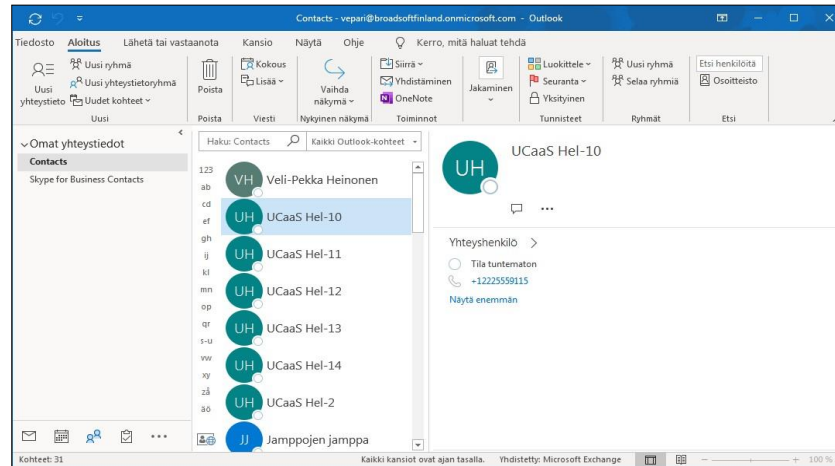 Contacts - vepari@broadsoftfinland.onmicrosoft.com - Outlook
Tiedosto Aloitus Lähetä tai vastaanota Kansio Näytä Ohje Kerro, mitä haluat tehdä
Uusi yhteystieto
Uusi ryhmä
Uusi yhteystietoryhmä
Uudet kohteet
Uusi
Poista
Poista
Kokous
Lisää
Viesti
Vaihda näkymä
Nykyinen näkymä
Siirrä
Yhdistäminen
OneNote
Toiminnot
Jakaminen
Luokittele
Seuranta
Yksityinen
Tunnisteet
Uusi ryhmä
Selaa ryhmiä
Ryhmät
Etsi henkilöitä
Osoitteisto
Etsi
Omat yhteystiedot
Contacts
Skype for Business Contacts
Haku: Contacts Kaikki Outlook-kohteet
123
ab
cd
ef
gh
ij
kl
mn
op
qr
s-u
vw
xy
zå
äö
VH Veli-Pekka Heinonen
UH UCaaS Hel-10
UH UCaaS Hel-11
UH UCaaS Hel-12
UH UCaaS Hel-13
UH UCaaS Hel-14
UH UCaaS Hel-2
JJ Jamppojen jamppa
UH UCaaS Hel-10
Yhteyshenkilö
Tila tuntematon
+12225559115
Näytä enemmän
Kohteet: 31 Kaikki kansiot ovat ajan tasalla. Yhdistetty: Microsoft Exchange 100 %